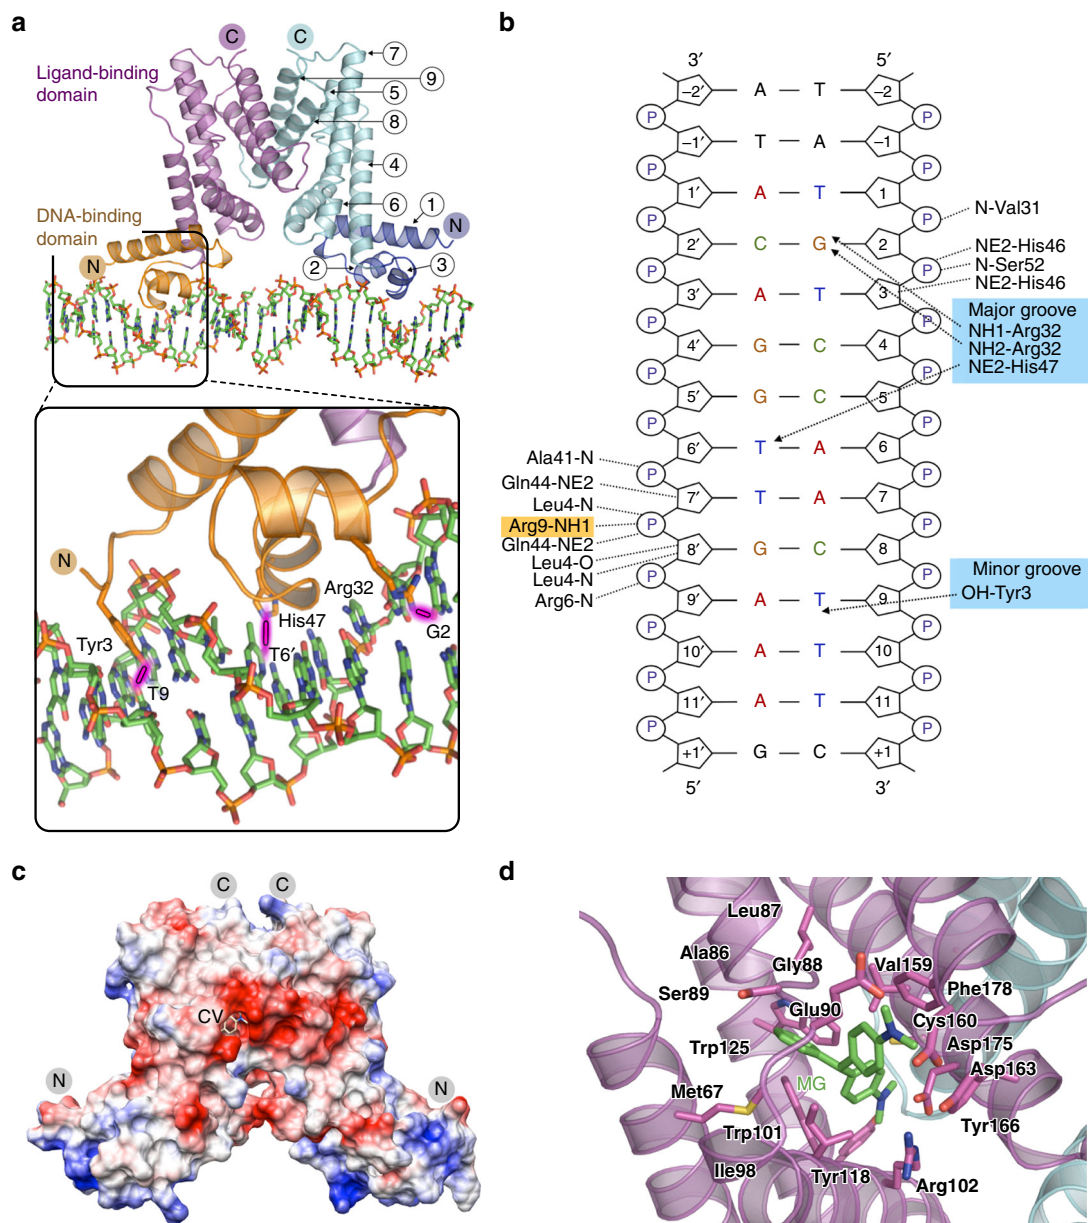 a
Ligand-binding
domain
C
C
7
9
5
8
4
6
1
N
DNA-binding
domain
N
2
3
N
Arg32
His47
Tyr3
T6′
G2
T9
b
3′
5′
−2′ A — T −2
P P
−1′ T — A −1
P P
1′ A — T 1
P P N-Val31
2′ C — G 2
NE2-His46
P P N-Ser52
3′ A — T 3 NE2-His46
Major groove
P P NH1-Arg32
4′ G — C 4 NH2-Arg32
P P NE2-His47
5′ G — C 5
P P
6′ T — A 6
Ala41-N
P P
Gln44-NE2
7′ T — A 7
Leu4-N
Arg9-NH1 P P
Gln44-NE2
8′ G — C 8
Leu4-O
Leu4-N P P Minor groove
Arg6-N 9′ A — T 9 OH-Tyr3
P P
10′ A — T 10
P P
11′ A — T 11
P P
+1′ G — C +1
5′
3′
c
C
C
CV
N
N
d
Leu87
Ala86
Gly88
Val159
Ser89
Phe178
Glu90
Cys160
Trp125
Asp175
MG
Asp163
Met67
Trp101
Tyr166
Ile98
Tyr118
Arg102